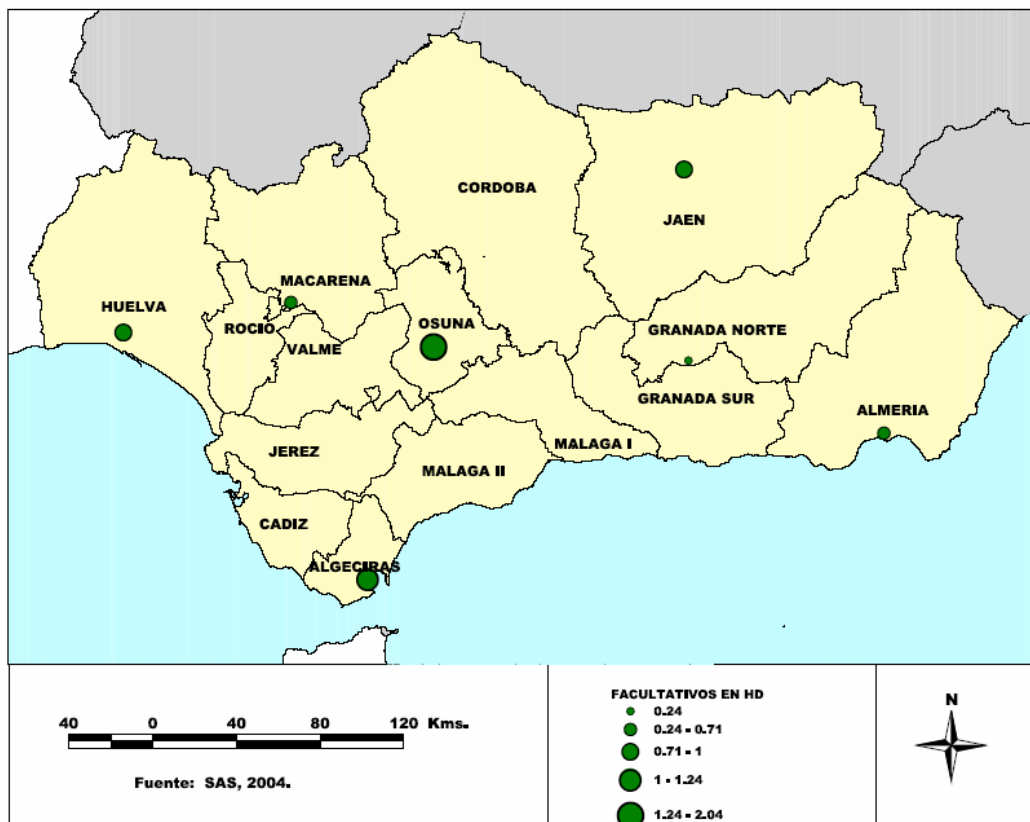 CORDOBA
JAEN
MACARENA
HUELVA
OSUNA
ROCIO
VALME
GRANADA NORTE
GRANADA SUR
ALMERIA
JEREZ
MALAGA I
MALAGA II
CADIZ
ALGECIRAS
40 0 40 80 120 Kms.
Fuente: SAS, 2004.
FACULTATIVOS EN HD
0.24
0.24 - 0.71
0.71 - 1
1 - 1.24
1.24 - 2.04
N